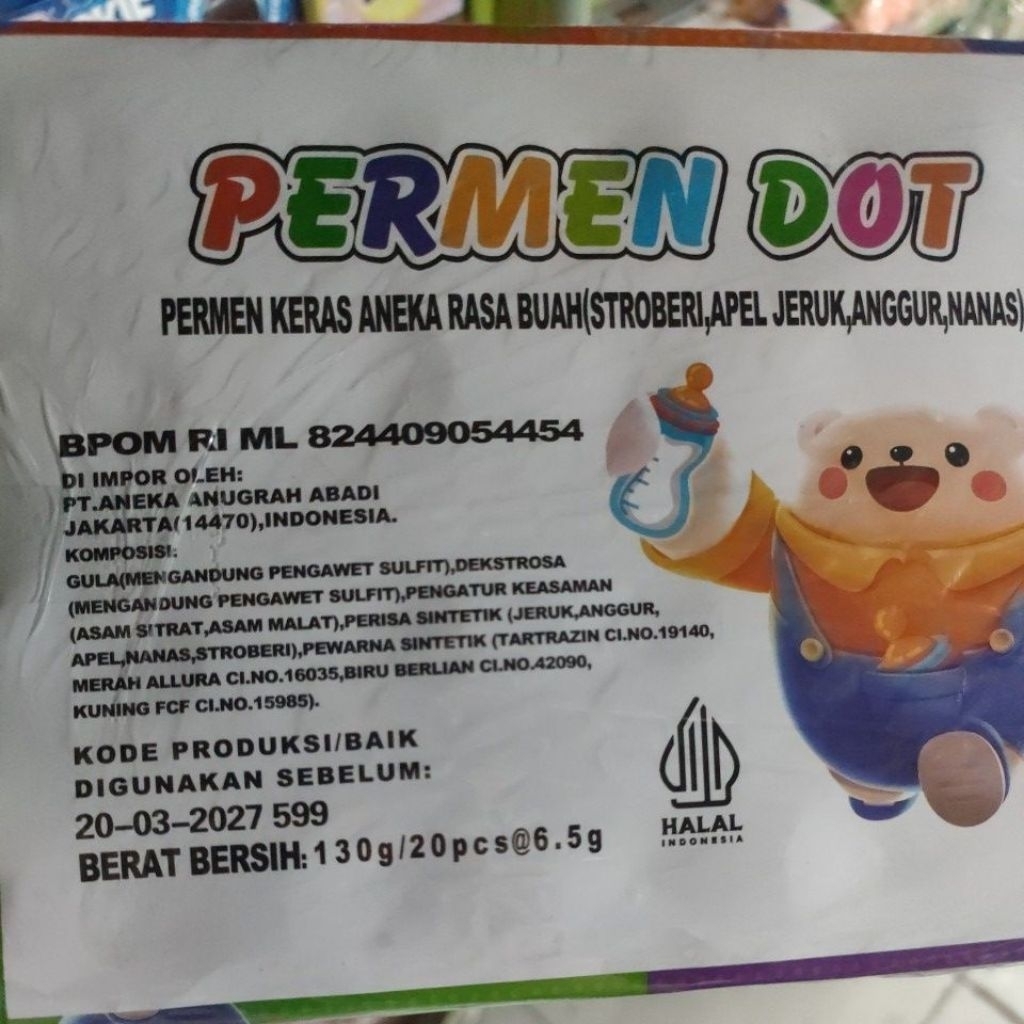 PERMEN DOT
PERMEN KERAS ANEKA RASA BUAH(STROBERI,APEL JERUK,ANGGUR,NANAS)
BPOM RI ML 824409054454
DI IMPOR OLEH:
PT.ANEKA ANUGRAH ABADI
JAKARTA(14470),INDONESIA.
KOMPOSISI:
GULA(MENGANDUNG PENGAWET SULFIT),DEKSTROSA
(MENGANDUNG PENGAWET SULFIT),PENGATUR KEASAMAN
(ASAM SITRAT,ASAM MALAT),PERISA SINTETIK (JERUK,ANGGUR,
APEL,NANAS,STROBERI),PEWARNA SINTETIK (TARTRAZIN CI.NO.19140,
MERAH ALLURA CI.NO.16035,BIRU BERLIAN CI.NO.42090,
KUNING FCF CI.NO.15985).
KODE PRODUKSI/BAIK
DIGUNAKAN SEBELUM:
20-03-2027 599
BERAT BERSIH:130g/20pcs@6.5g
HALAL
INDONESIA